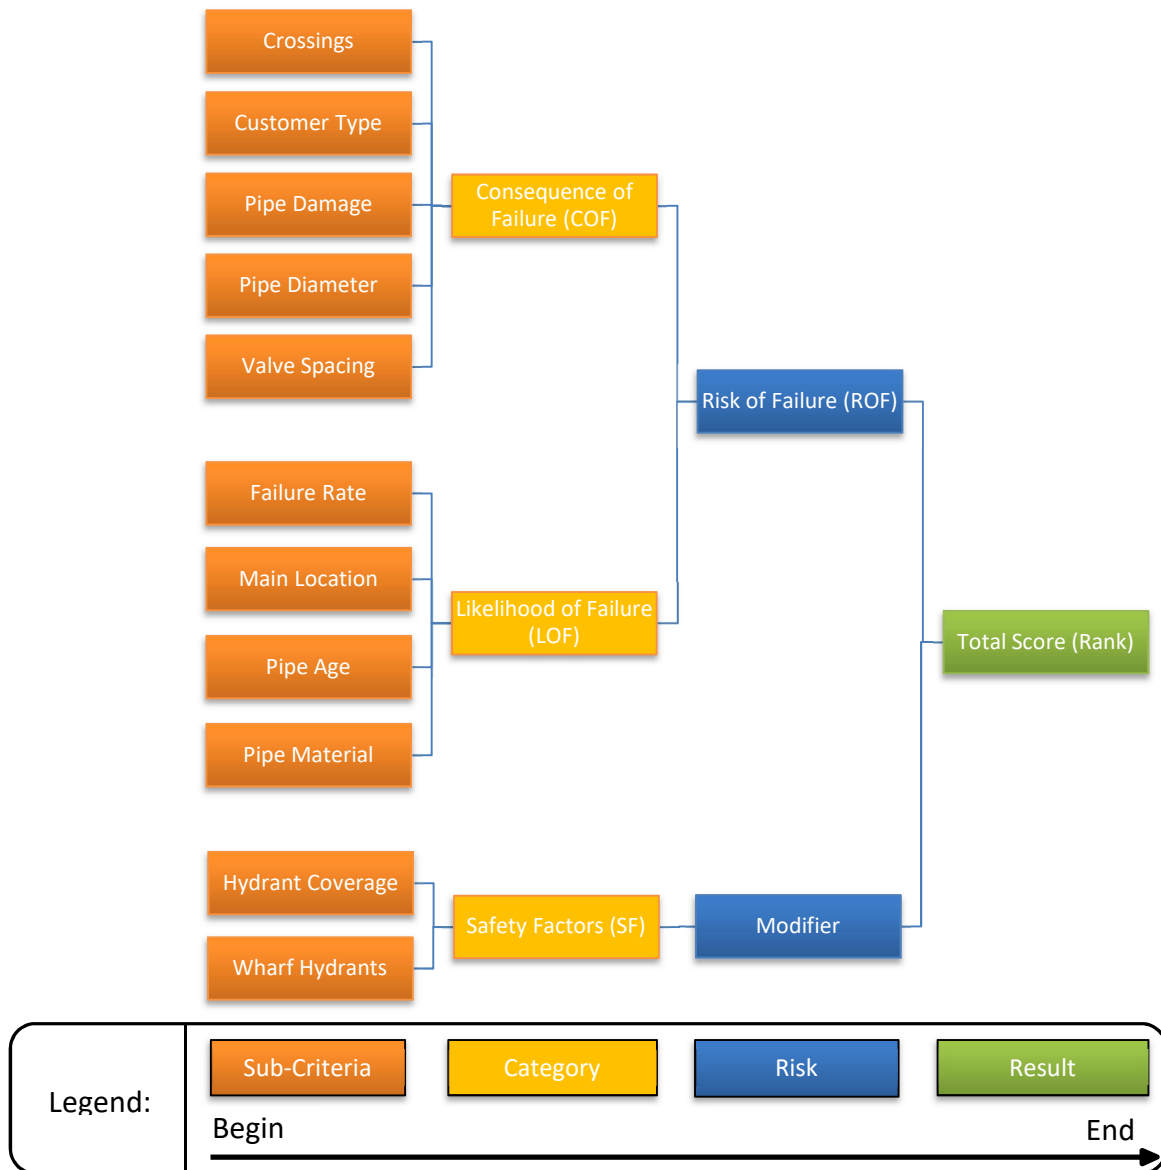 Crossings
Customer Type
Pipe Damage
Pipe Diameter
Valve Spacing
Consequence of
Failure (COF)
Failure Rate
Main Location
Pipe Age
Pipe Material
Likelihood of Failure
(LOF)
Risk of Failure (ROF)
Hydrant Coverage
Wharf Hydrants
Safety Factors (SF)
Modifier
Total Score (Rank)
Legend:
Sub-Criteria
Category
Risk
Result
Begin
End